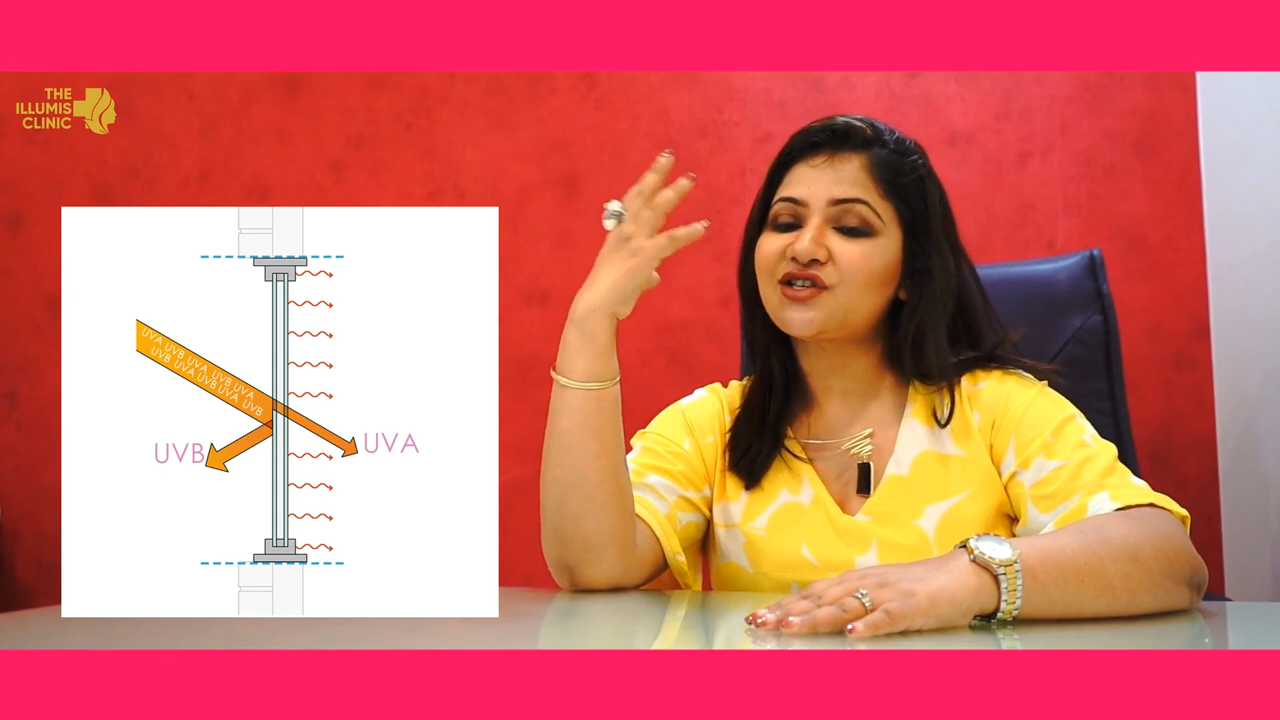 THE
ILLUMIS
CLINIC
UVA UVB UVA UVB UVA
UVB UVA UVB UVA UVB
UVB
UVA